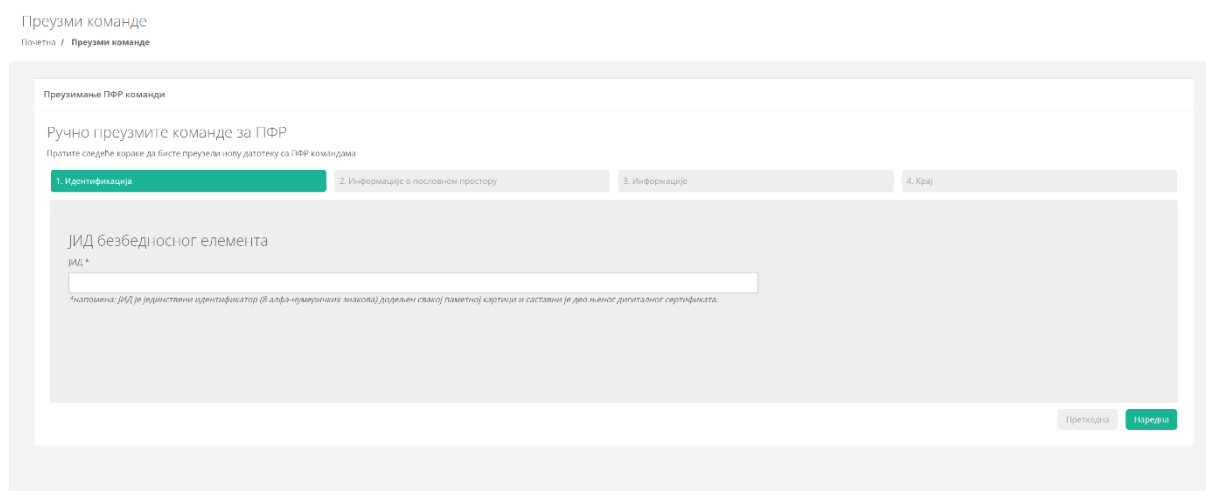 Преузми команде
Почетна / Преузми команде
Преузимање ПФР команди
Ручно преузмите команде за ПФР
Пратите следеће кораке да бисте преузели нову датотеку са ПФР командама
1. Идентификација
2. Информације о пословном простору
3. Информације
4. Крај
ЈИД безбедносног елемента
ЈИД *
*напомена: ЈИД је јединствени идентификатор (8 алфа-нумеричких знакова) додељен свакој паметној картици и саставни је део њеног дигиталног сертификата.
Претходна
Наредна